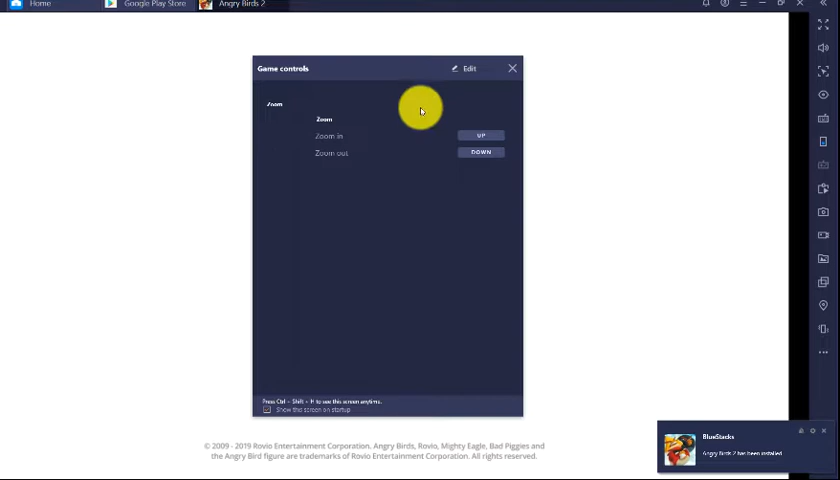 Home
Google Play Store
Angry Birds 2
Game controls
Edit
Zoom
Zoom
Zoom in
UP
Zoom out
DOWN
Press Ctrl + Shift + H to see this screen anytime.
Show this screen on startup
© 2009 - 2019 Rovio Entertainment Corporation. Angry Birds, Rovio, Mighty Eagle, Bad Piggies and
the Angry Bird figure are trademarks of Rovio Entertainment Corporation. All rights reserved.
BlueStacks
Angry Birds 2 has been installed